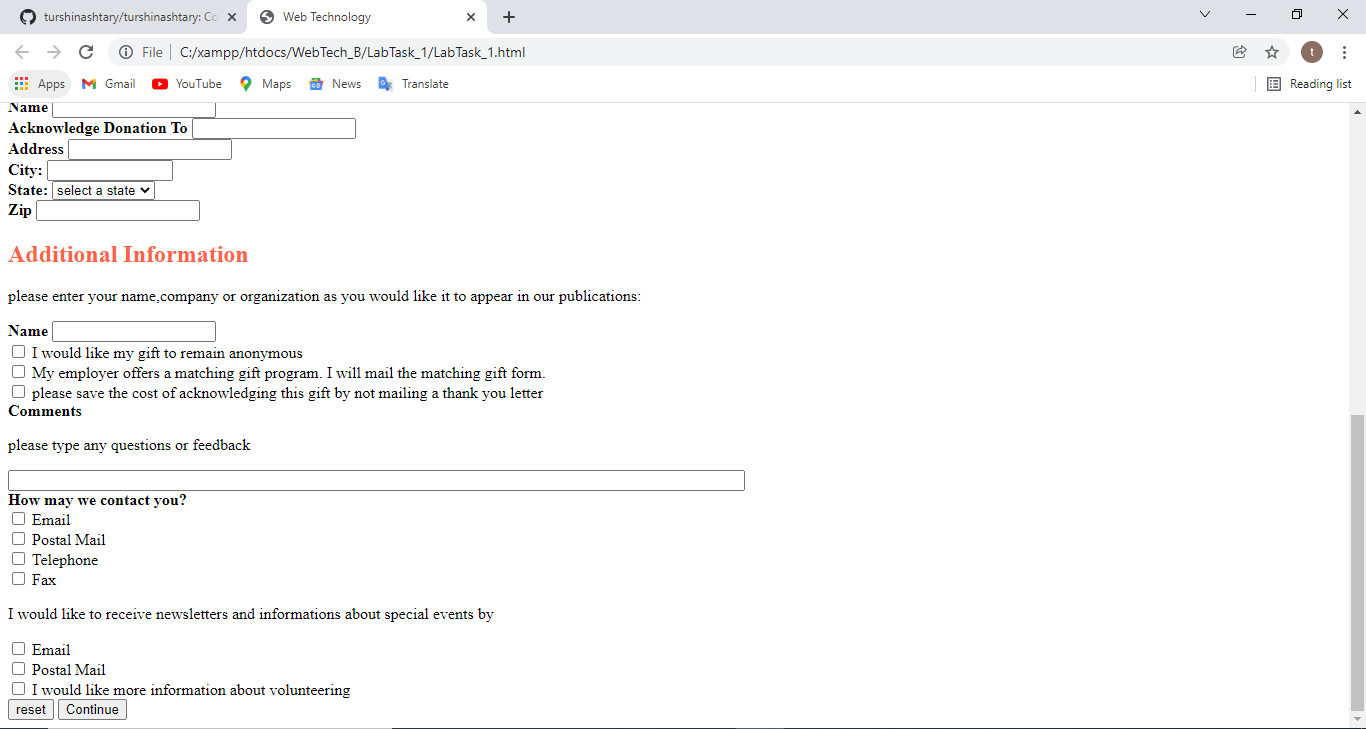 turshinashtary/turshinashtary: Co
Web Technology
File C:/xampp/htdocs/WebTech_B/LabTask_1/LabTask_1.html
t
Apps Gmail YouTube Maps News Translate Reading list
Name
Acknowledge Donation To
Address
City:
State: select a state
Zip
Additional Information
please enter your name,company or organization as you would like it to appear in our publications:
Name
I would like my gift to remain anonymous
My employer offers a matching gift program. I will mail the matching gift form.
please save the cost of acknowledging this gift by not mailing a thank you letter
Comments
please type any questions or feedback
How may we contact you?
Email
Postal Mail
Telephone
Fax
I would like to receive newsletters and informations about special events by
Email
Postal Mail
I would like more information about volunteering
reset Continue